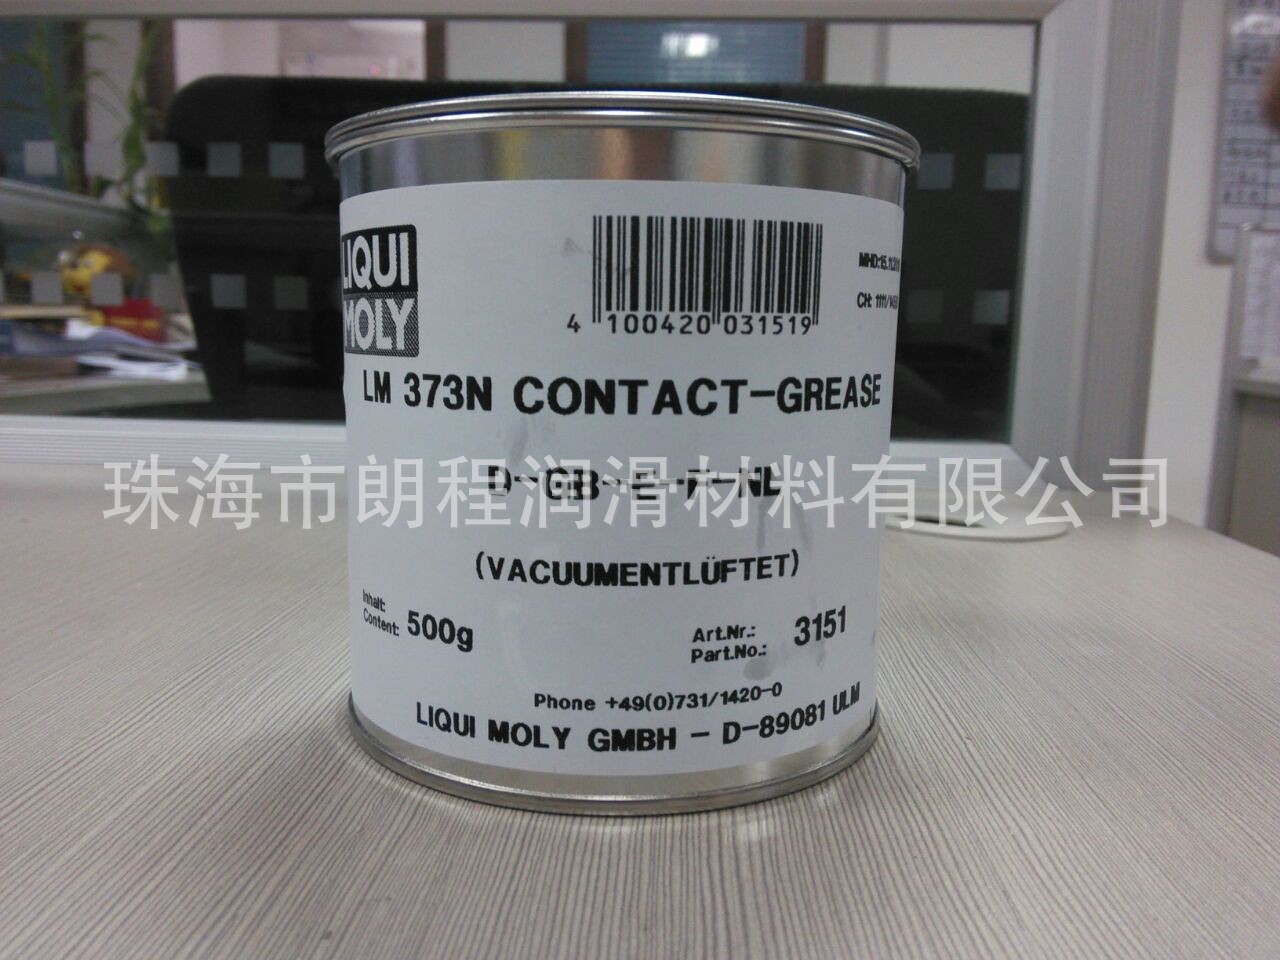 LIQUI
MOLY
4 100420 031519
LM 373N CONTACT-GREASE
D-GB-E-F-NL
珠海市朗程润滑材料有限公司
(VACUUMENTLÜFTET)
Inhalt:
Content: 500g
Art.Nr.:
Part.No.: 3151
Phone +49(0)731/1420-0
LIQUI MOLY GMBH - D-89081 ULM